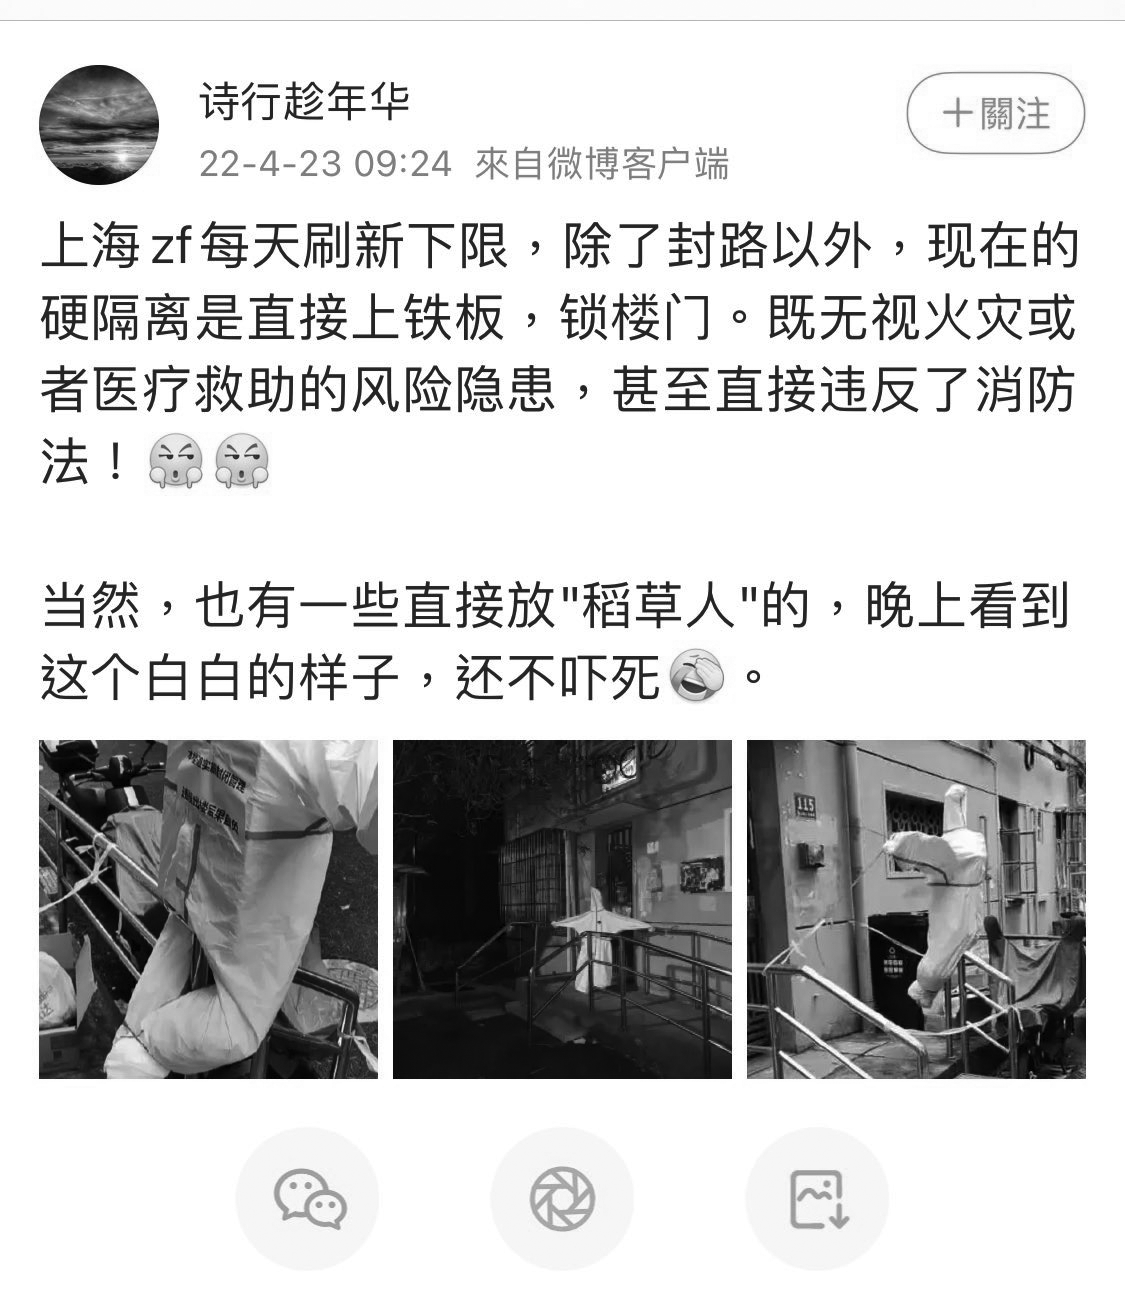 诗行趁年华
22-4-23 09:24 來自微博客户端
十關注
上海zf每天刷新下限，除了封路以外，现在的
硬隔离是直接上铁板，锁楼门。既无视火灾或
者医疗救助的风险隐患，甚至直接违反了消防
法！
当然，也有一些直接放"稻草人"的，晚上看到
这个白白的样子，还不吓死。
115